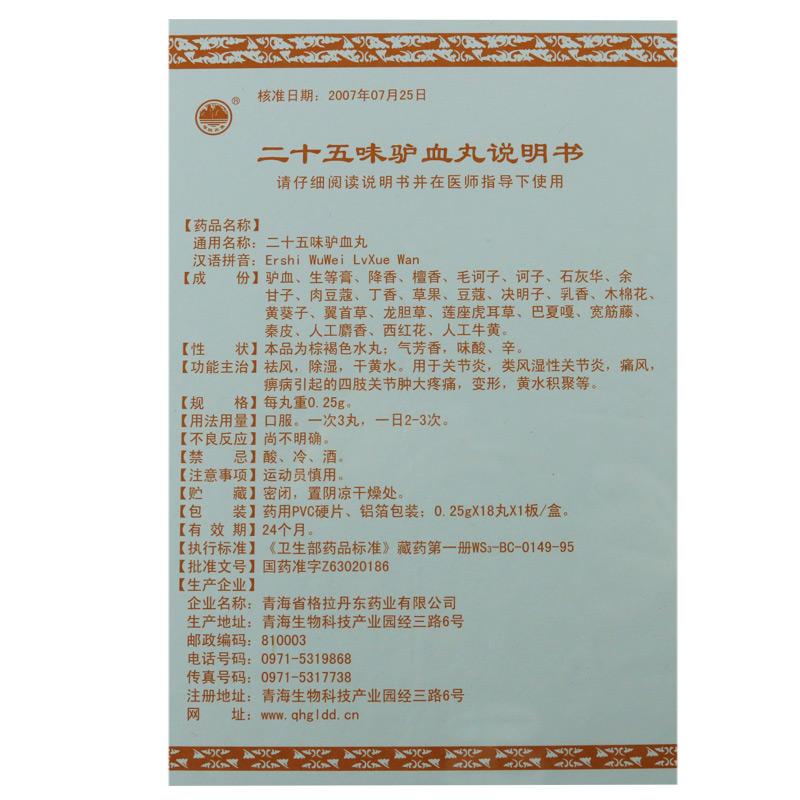 核准日期：2007年07月25日
®
二十五味驴血丸说明书
请仔细阅读说明书并在医师指导下使用
【药品名称】
通用名称：二十五味驴血丸
汉语拼音：Ershi WuWei LvXue Wan
【成　　份】驴血、生等膏、降香、檀香、毛诃子、诃子、石灰华、余
甘子、肉豆蔻、丁香、草果、豆蔻、决明子、乳香、木棉花、
黄葵子、翼首草、龙胆草、莲座虎耳草、巴夏嘎、宽筋藤、
秦皮、人工麝香、西红花、人工牛黄。
【性　　状】本品为棕褐色水丸；气芳香，味酸、辛。
【功能主治】祛风，除湿，干黄水。用于关节炎，类风湿性关节炎，痛风，
痹病引起的四肢关节肿大疼痛，变形，黄水积聚等。
【规　　格】每丸重0.25g。
【用法用量】口服。一次3丸，一日2-3次。
【不良反应】尚不明确。
【禁　　忌】酸、冷、酒。
【注意事项】运动员慎用。
【贮　　藏】密闭，置阴凉干燥处。
【包　　装】药用PVC硬片、铝箔包装；0.25gX18丸X1板/盒。
【有 效 期】24个月。
【执行标准】《卫生部药品标准》藏药第一册WS₃-BC-0149-95
【批准文号】国药准字Z63020186
【生产企业】
企业名称：青海省格拉丹东药业有限公司
生产地址：青海生物科技产业园经三路6号
邮政编码：810003
电话号码：0971-5319868
传真号码：0971-5317738
注册地址：青海生物科技产业园经三路6号
网　　址：www.qhgldd.cn